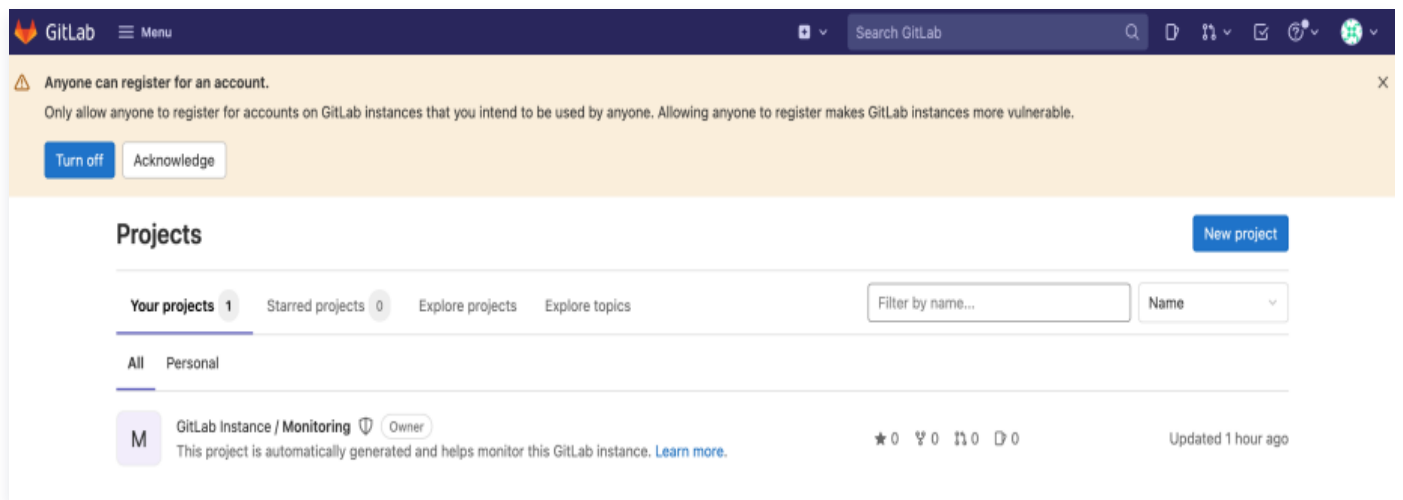 GitLab Menu Search GitLab
Anyone can register for an account.
Only allow anyone to register for accounts on GitLab instances that you intend to be used by anyone. Allowing anyone to register makes GitLab instances more vulnerable.
Turn off Acknowledge
Projects New project
Your projects 1 Starred projects 0 Explore projects Explore topics Filter by name... Name
All Personal
M GitLab Instance / Monitoring Owner 0 0 0 0 Updated 1 hour ago
This project is automatically generated and helps monitor this GitLab instance. Learn more.